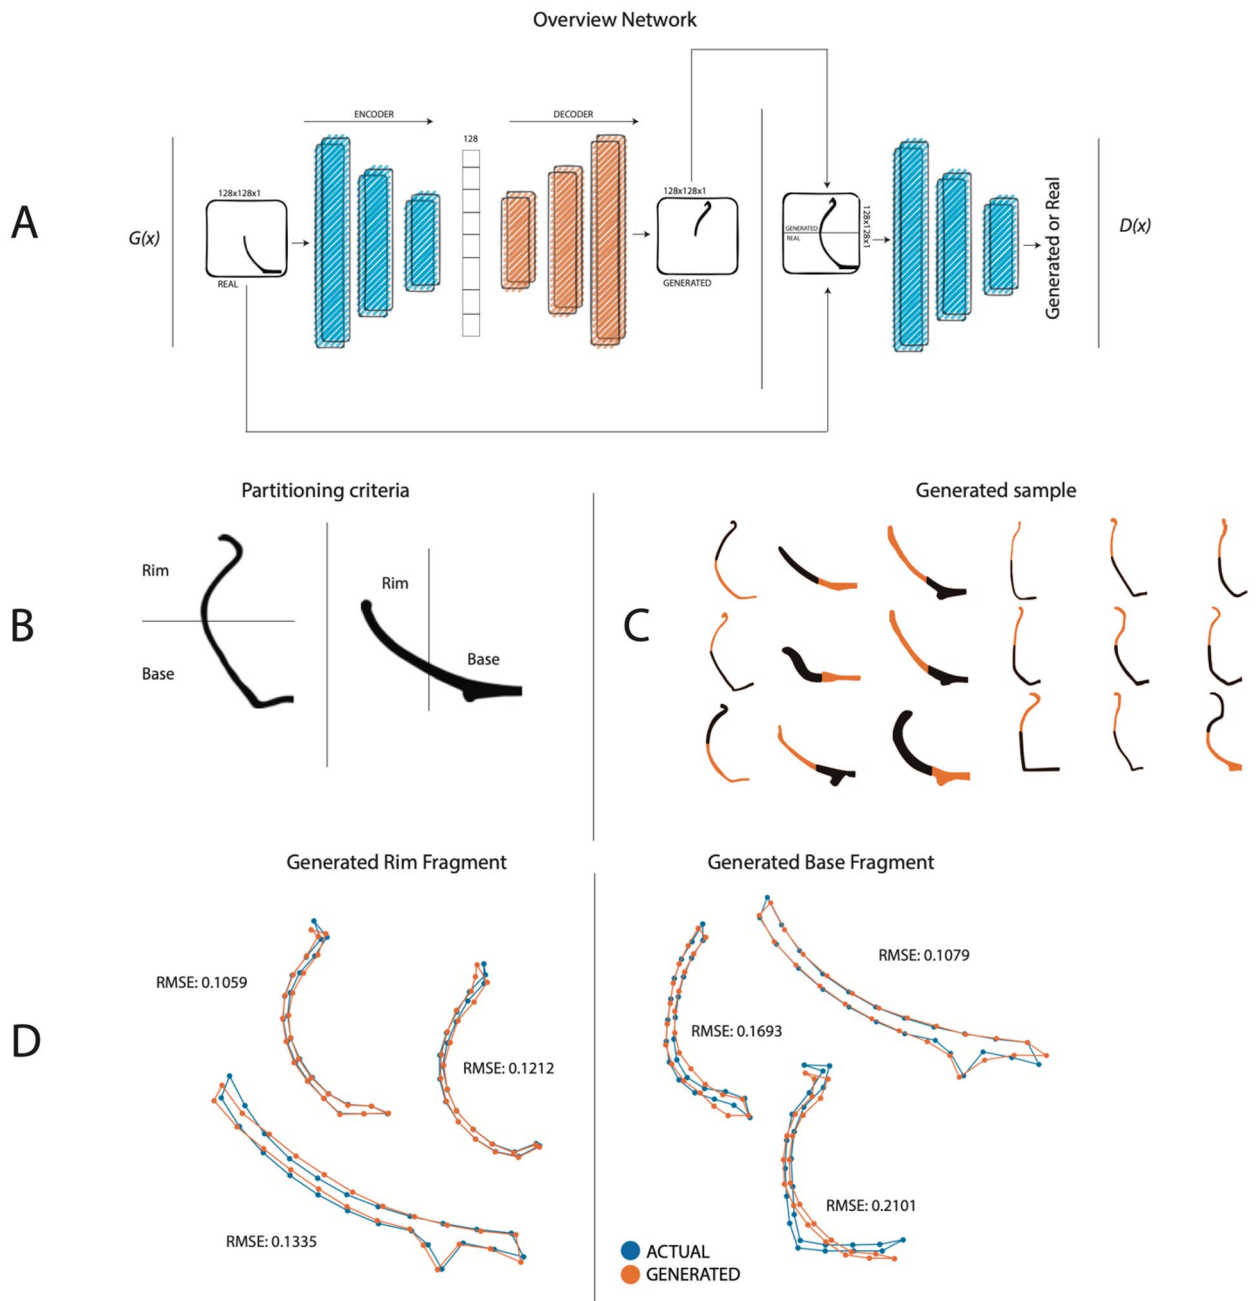 Overview Network
A
G(x)
128x128x1
REAL
ENCODER
128
DECODER
128x128x1
GENERATED
GENERATED
REAL
128x128x1
Generated or Real
D(x)
B
Partitioning criteria
Rim
Base
Rim
Base
C
Generated sample
D
Generated Rim Fragment
RMSE: 0.1059
RMSE: 0.1212
RMSE: 0.1335
Generated Base Fragment
RMSE: 0.1079
RMSE: 0.1693
RMSE: 0.2101
ACTUAL
GENERATED